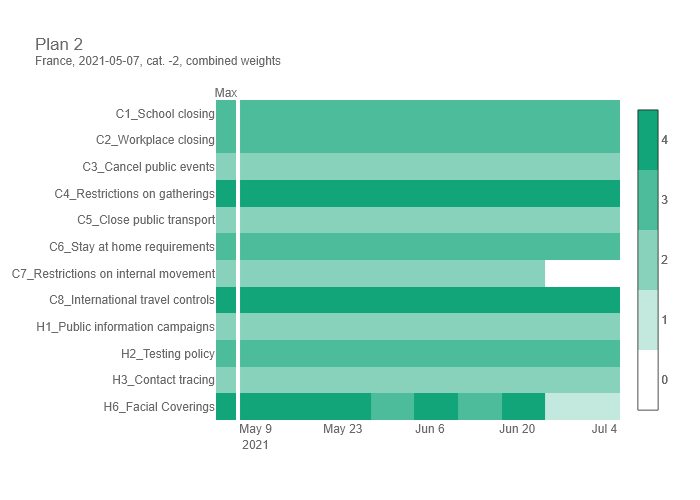 Plan 2
France, 2021-05-07, cat. -2, combined weights
Max
C1_School closing
C2_Workplace closing
C3_Cancel public events
C4_Restrictions on gatherings
C5_Close public transport
C6_Stay at home requirements
C7_Restrictions on internal movement
C8_International travel controls
H1_Public information campaigns
H2_Testing policy
H3_Contact tracing
H6_Facial Coverings
May 9 May 23 Jun 6 Jun 20 Jul 4
2021
4
3
2
1
0